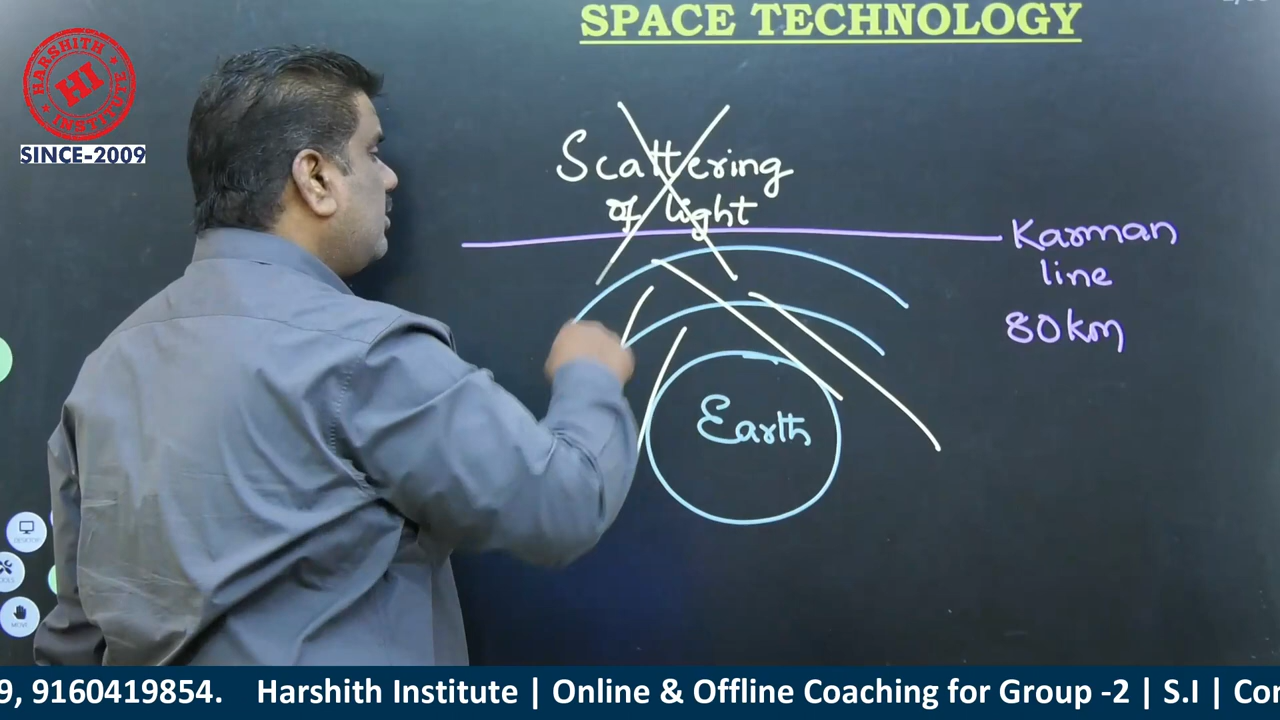 SPACE TECHNOLOGY
HARSHITH
HI
INSTITUTE
SINCE-2009
Scattering
of light
Karman
line
80km
Earth
9, 9160419854. Harshith Institute | Online & Offline Coaching for Group -2 | S.I | Con